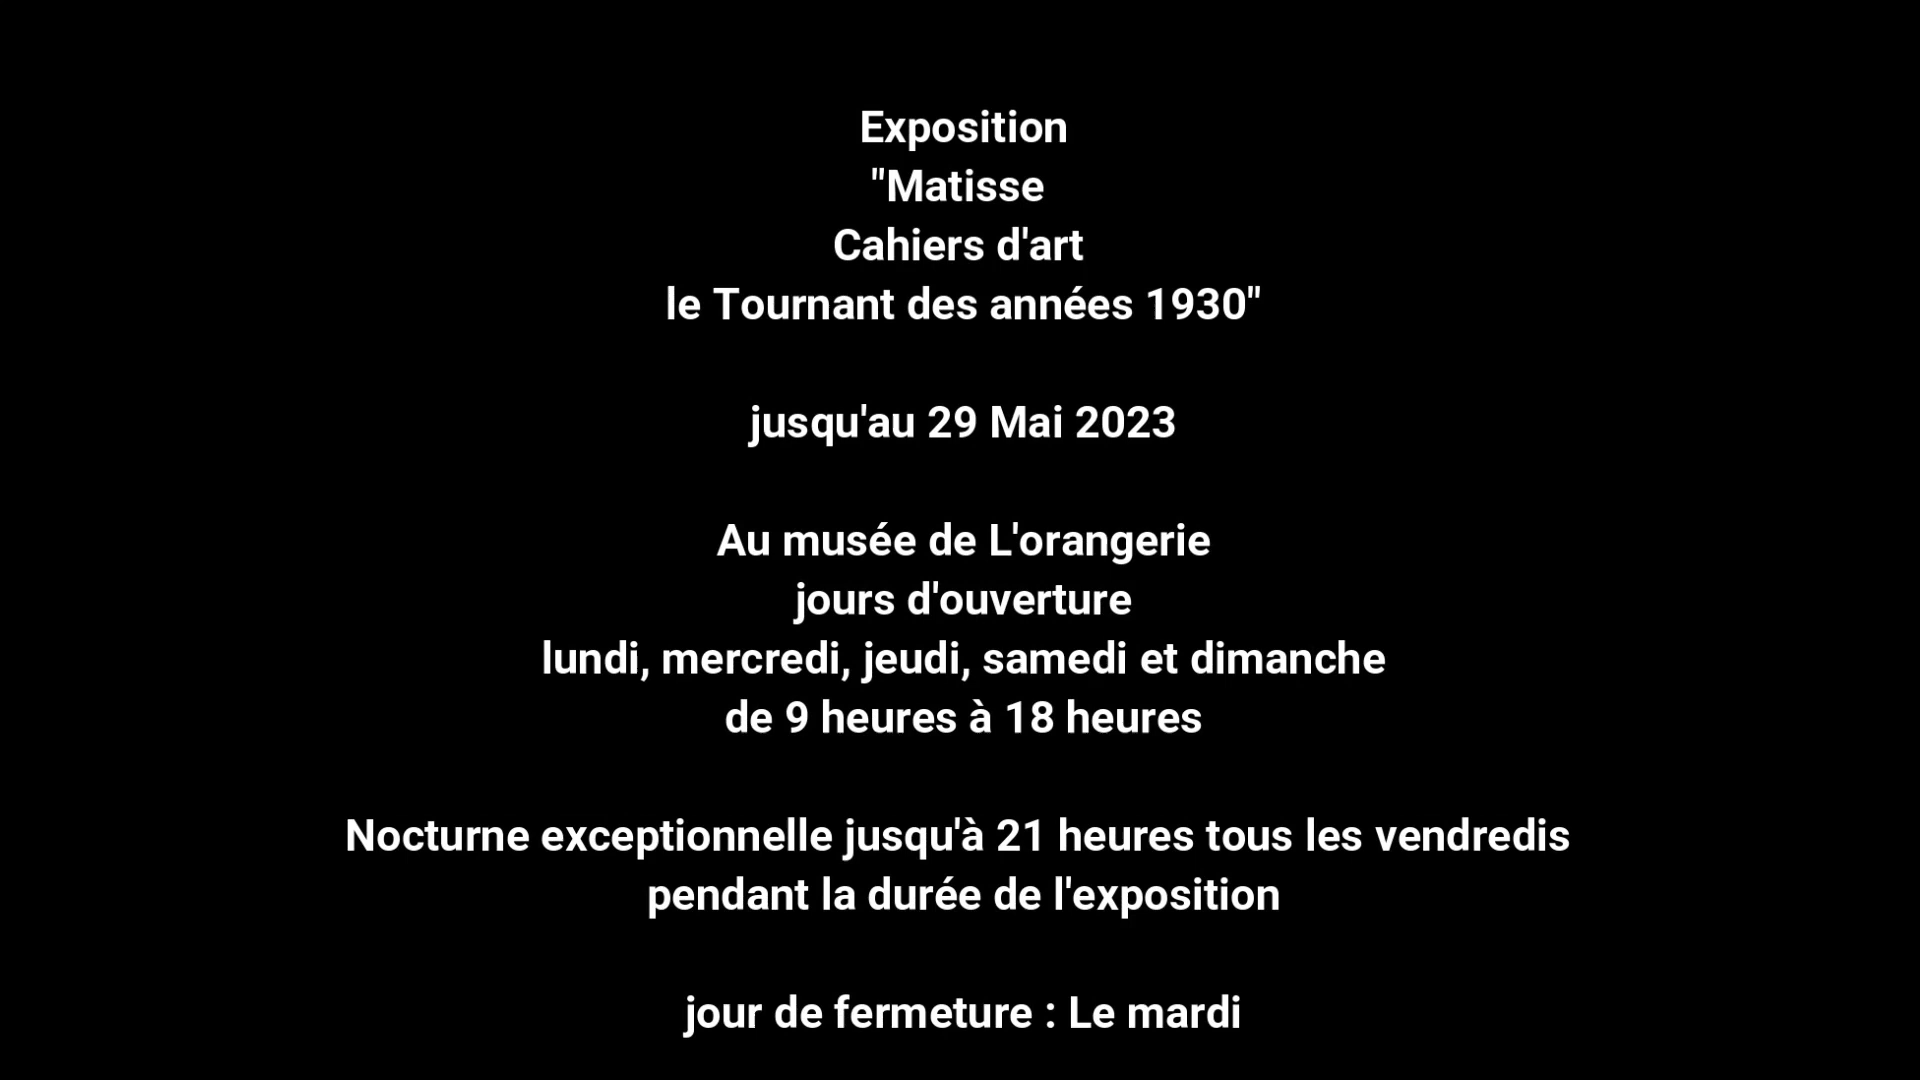 Exposition
"Matisse
Cahiers d'art
le Tournant des années 1930"
jusqu'au 29 Mai 2023
Au musée de L'orangerie
jours d'ouverture
lundi, mercredi, jeudi, samedi et dimanche
de 9 heures à 18 heures
Nocturne exceptionnelle jusqu'à 21 heures tous les vendredis
pendant la durée de l'exposition
jour de fermeture : Le mardi